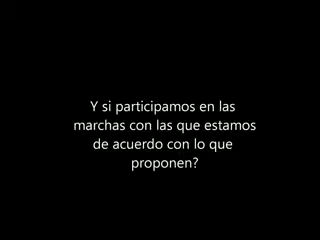 Y si participamos en las
marchas con las que estamos
de acuerdo con lo que
proponen?